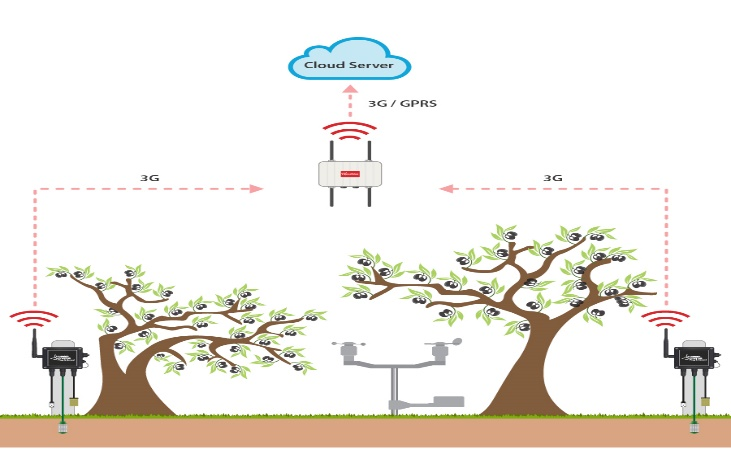 Cloud Server
3G / GPRS
3G
3G